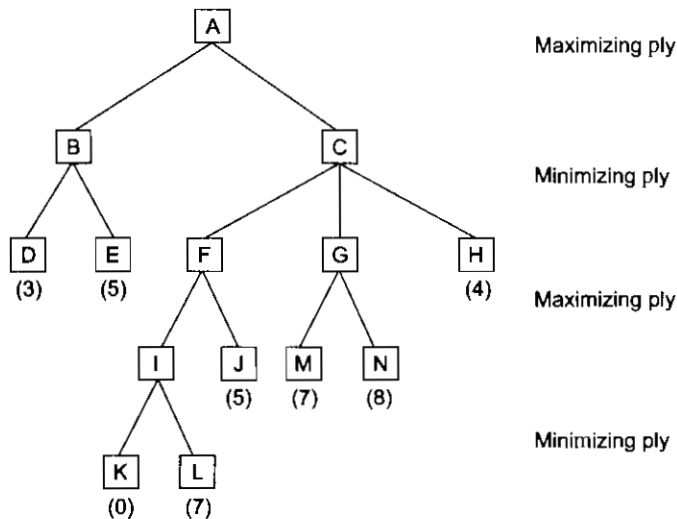 A
Maximizing ply
B C
Minimizing ply
D E F G H
(3) (5) (4)
Maximizing ply
I J M N
(5) (7) (8)
Minimizing ply
K L
(0) (7)